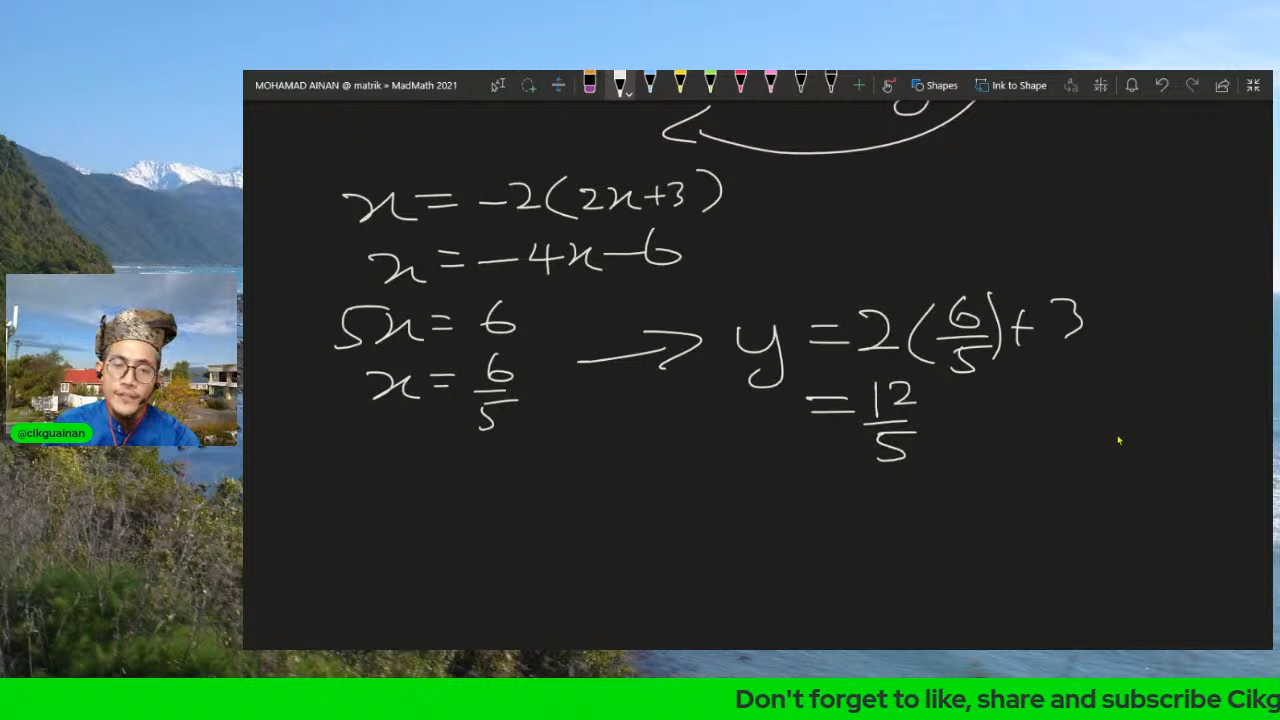 MOHAMAD AINAN @ matrik » MadMath 2021
Shapes
Ink to Shape
x = -2(2x+3)
x = -4x-6
5x = 6
x = 6/5
→ y = 2(6/5)+3
= 12/5
@cikguainan
Don't forget to like, share and subscribe Cikg